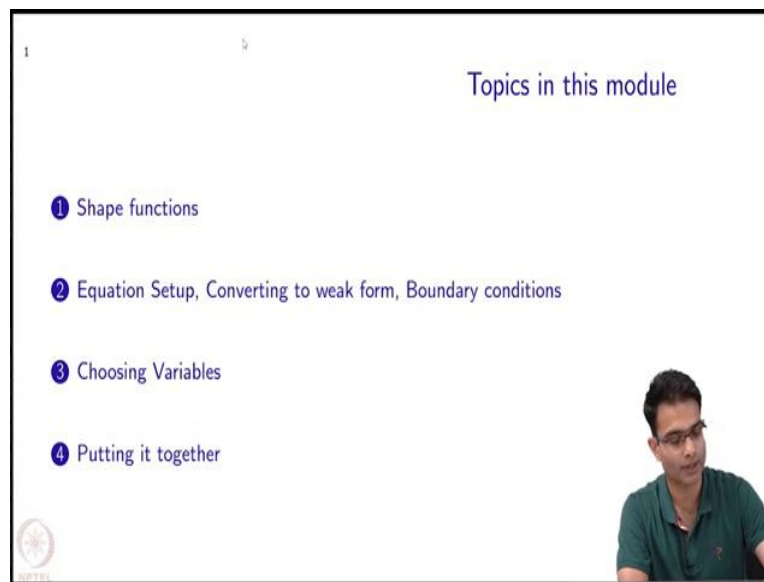 1
Topics in this module
1 Shape functions
2 Equation Setup, Converting to weak form, Boundary conditions
3 Choosing Variables
4 Putting it together
NPTEL